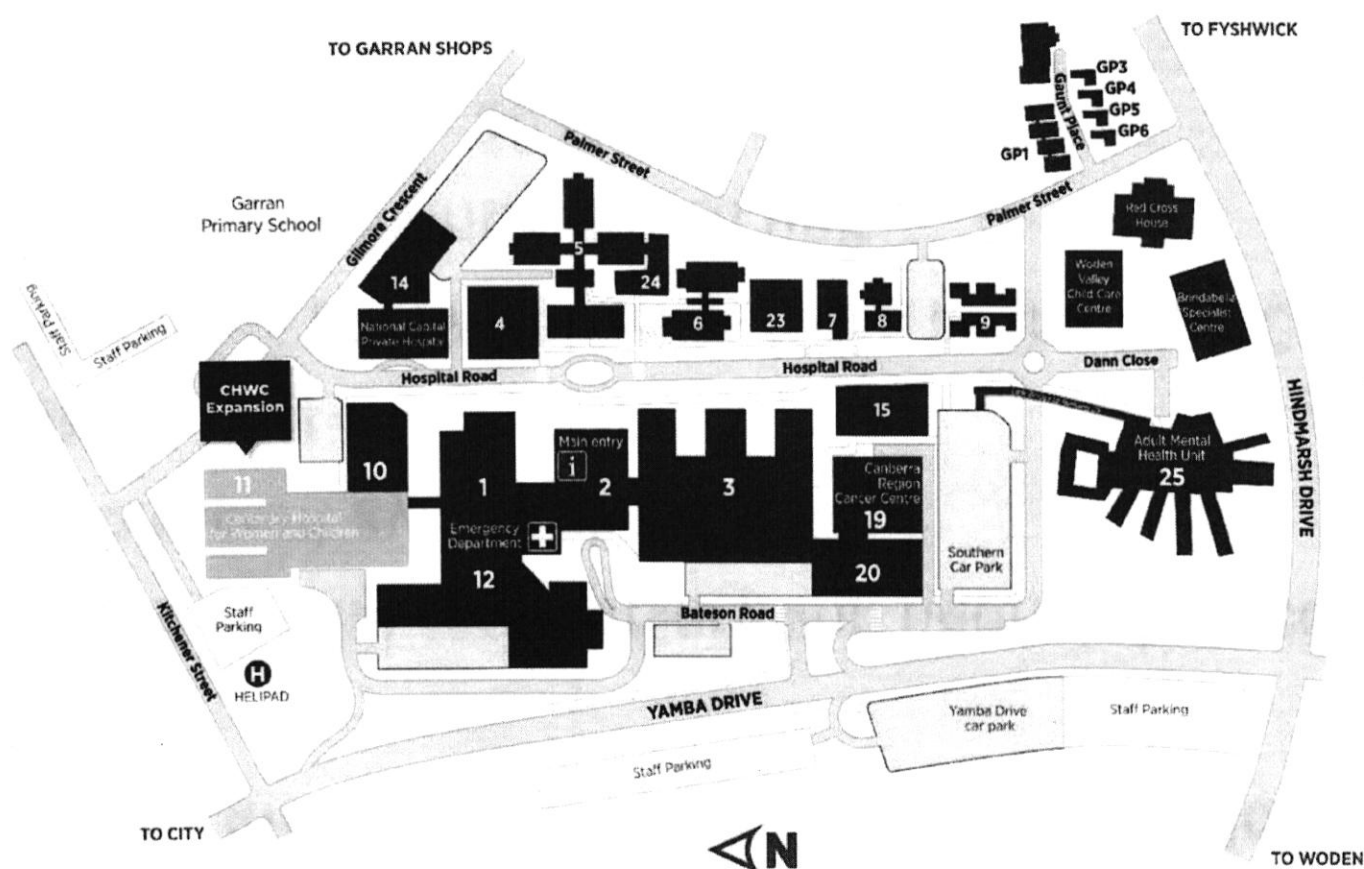 TO GARRAN SHOPS
TO FYSHWICK
GP3
GP4
GP5
GP6
Gaunt Place
GP1
Palmer Street
Palmer Street
Garran
Primary School
Gilmore Crescent
Red Cross
House
Woden
Valley
Child Care
Centre
Brindabella
Specialist
Centre
5
14
24
4
6
23
7
8
9
National Capital
Private Hospital
Staff Parking
Staff Parking
CHWC
Expansion
Hospital Road
Hospital Road
Dann Close
HINDMARSH DRIVE
15
Main entry
i
Adult Mental
Health Unit
25
10
1
2
3
Canberra
Region
Cancer Centre
19
11
Centenary Hospital
for Women and Children
Emergency
Department
12
20
Southern
Car Park
Bateson Road
Staff
Parking
H
HELIPAD
Kitchener Street
YAMBA DRIVE
Yamba Drive
car park
Staff Parking
Staff Parking
TO CITY
N
TO WODEN